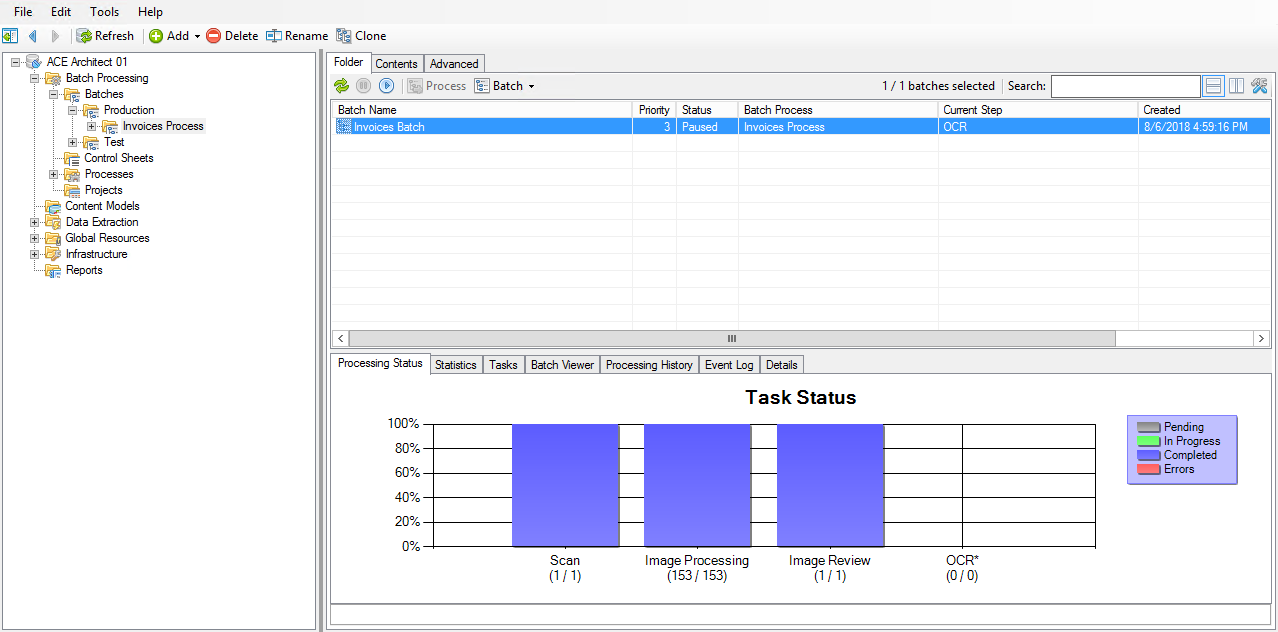 File Edit Tools Help
Refresh Add Delete Rename Clone
ACE Architect 01
Batch Processing
Batches
Production
Invoices Process
Test
Control Sheets
Processes
Projects
Content Models
Data Extraction
Global Resources
Infrastructure
Reports
Folder Contents Advanced
Process Batch 1 / 1 batches selected Search:
Batch Name Priority Status Batch Process Current Step Created
Invoices Batch 3 Paused Invoices Process OCR 8/6/2018 4:59:16 PM
Processing Status Statistics Tasks Batch Viewer Processing History Event Log Details
Task Status
100%
80%
60%
40%
20%
0%
Scan Image Processing Image Review OCR*
(1 / 1) (153 / 153) (1 / 1) (0 / 0)
Pending
In Progress
Completed
Errors